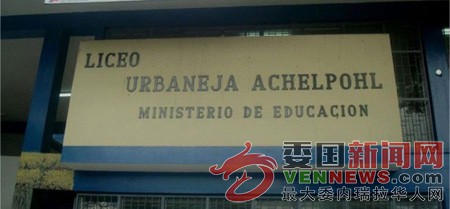 LICEO
URBANEJA ACHELPOHL
MINISTERIO DE EDUCACION
委国新闻网
VENNEWS.COM
最大委内瑞拉华人网